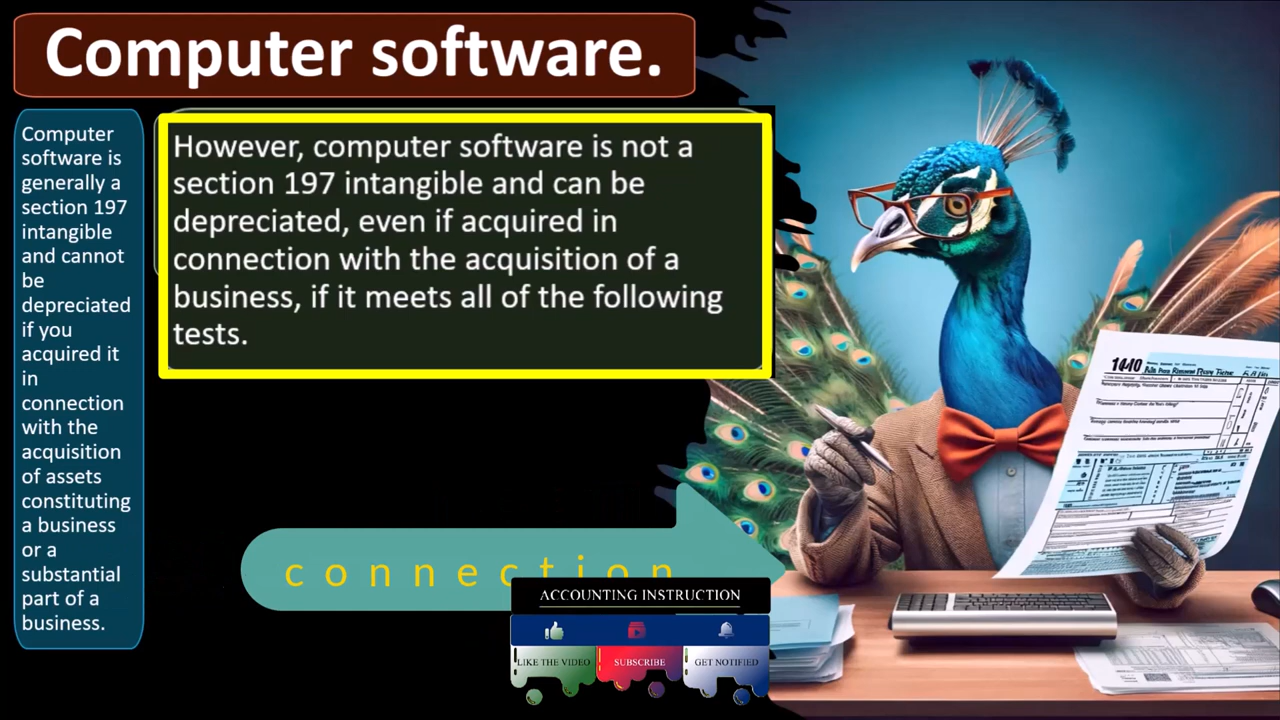 Computer software.
Computer
software is
generally a
section 197
intangible
and cannot
be
depreciated
if you
acquired it
in
connection
with the
acquisition
of assets
constituting
a business
or a
substantial
part of a
business.
However, computer software is not a
section 197 intangible and can be
depreciated, even if acquired in
connection with the acquisition of a
business, if it meets all of the following
tests.
connection
ACCOUNTING INSTRUCTION
LIKE THE VIDEO
SUBSCRIBE
GET NOTIFIED